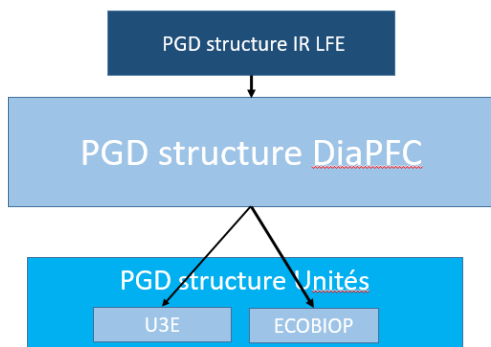 PGD structure IR LFE
PGD structure DiaPFC
PGD structure Unités
U3E
ECOBIOP